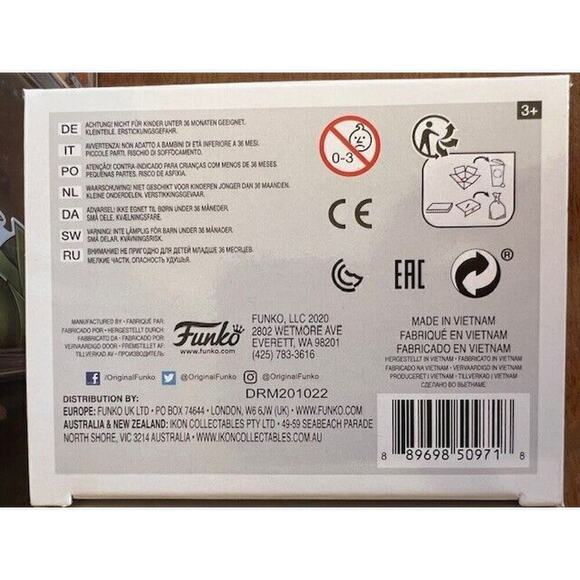 DE ACHTUNG! NICHT FÜR KINDER UNTER 36 MONATEN GEEIGNET.
KLEINTEILE. ERSTICKUNGSGEFAHR.
IT AVVERTENZA! NON ADATTO A BAMBINI DI ETÀ INFERIORE A 36 MESI.
PICCOLE PARTI. RISCHIO DI SOFFOCAMENTO.
PO ATENÇÃO! CONTRA-INDICADO PARA CRIANÇAS COM MENOS DE 36 MESES.
PEQUENAS PARTES. RISCO DE ASFIXIA.
NL WAARSCHUWING! NIET GESCHIKT VOOR KINDEREN JONGER DAN 36 MAANDEN.
KLEINE ONDERDELEN. VERSTIKKINGSGEVAAR.
DA ADVARSEL! IKKE EGNET TIL BØRN UNDER 36 MÅNEDER.
SMÅ DELE. KVÆLNINGSFARE.
SW VARNING! INTE LÄMPLIG FÖR BARN UNDER 36 MÅNADER.
SMÅ DELAR. KVÄVNINGSRISK.
RU ВНИМАНИЕ! НЕ ПРИГОДНО ДЛЯ ДЕТЕЙ МЛАДШЕ 36 МЕСЯЦЕВ.
МЕЛКИЕ ЧАСТИ, ОПАСНОСТЬ УДУШЬЯ.
0-3
3+
CE
EAC
®
MANUFACTURED BY • FABRIQUÉ PAR:
FABRICADO POR • HERGESTELLT DURCH:
FABBRICATO DA • FABRICADO POR:
VERVAARDIGD DOOR • FREMSTILLET AF:
TILLVERKAD AV • ПРОИЗВОДИТЕЛЬ:
Funko
www.funko.com
FUNKO, LLC 2020
2802 WETMORE AVE
EVERETT, WA 98201
(425) 783-3616
MADE IN VIETNAM
FABRIQUÉ EN VIETNAM
FABRICADO EN VIETNAM
HERGESTELLT IN VIETNAM • FABBRICATO IN VIETNAM
FABRICADO NA VIETNAM • VERVAARDIGD IN VIETNAM
FREMSTILLET I VIETNAM • TILLVERKAD I VIETNAM
СДЕЛАНО ВО ВЬЕТНАМЕ
/OriginalFunko @OriginalFunko @OriginalFunko
DRM201022
DISTRIBUTION BY:
EUROPE: FUNKO UK LTD • PO BOX 74644 • LONDON, W6 6JW (UK) • WWW.FUNKO.COM
AUSTRALIA & NEW ZEALAND: IKON COLLECTABLES PTY LTD • 49-59 SEABEACH PARADE
NORTH SHORE, VIC 3214 AUSTRALIA • WWW.IKONCOLLECTABLES.COM
8 89698 50971 8